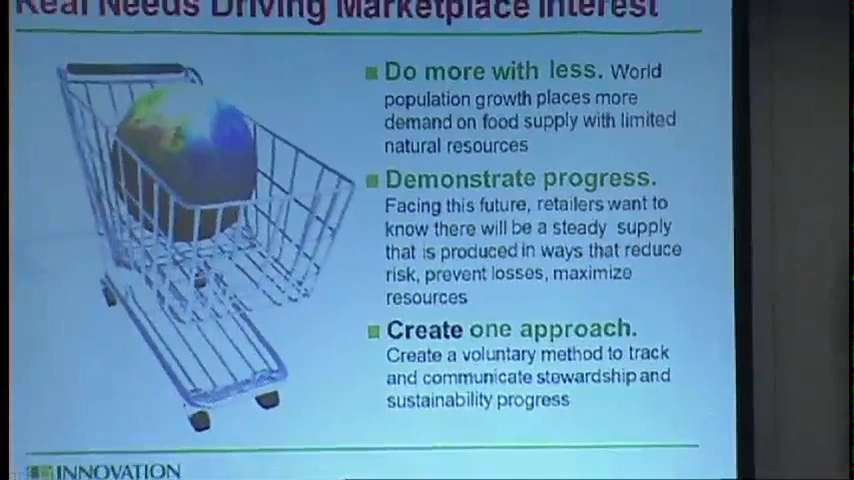 Real Needs Driving Marketplace Interest
Do more with less. World
population growth places more
demand on food supply with limited
natural resources
Demonstrate progress.
Facing this future, retailers want to
know there will be a steady supply
that is produced in ways that reduce
risk, prevent losses, maximize
resources
Create one approach.
Create a voluntary method to track
and communicate stewardship and
sustainability progress
INNOVATION